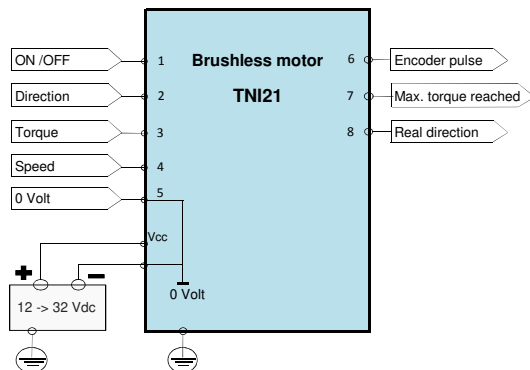 Brushless motor
TNI21
ON /OFF
1
Direction
2
Torque
3
Speed
4
0 Volt
5
6
Encoder pulse
7
Max. torque reached
8
Real direction
Vcc
+
–
12 -> 32 Vdc
0 Volt